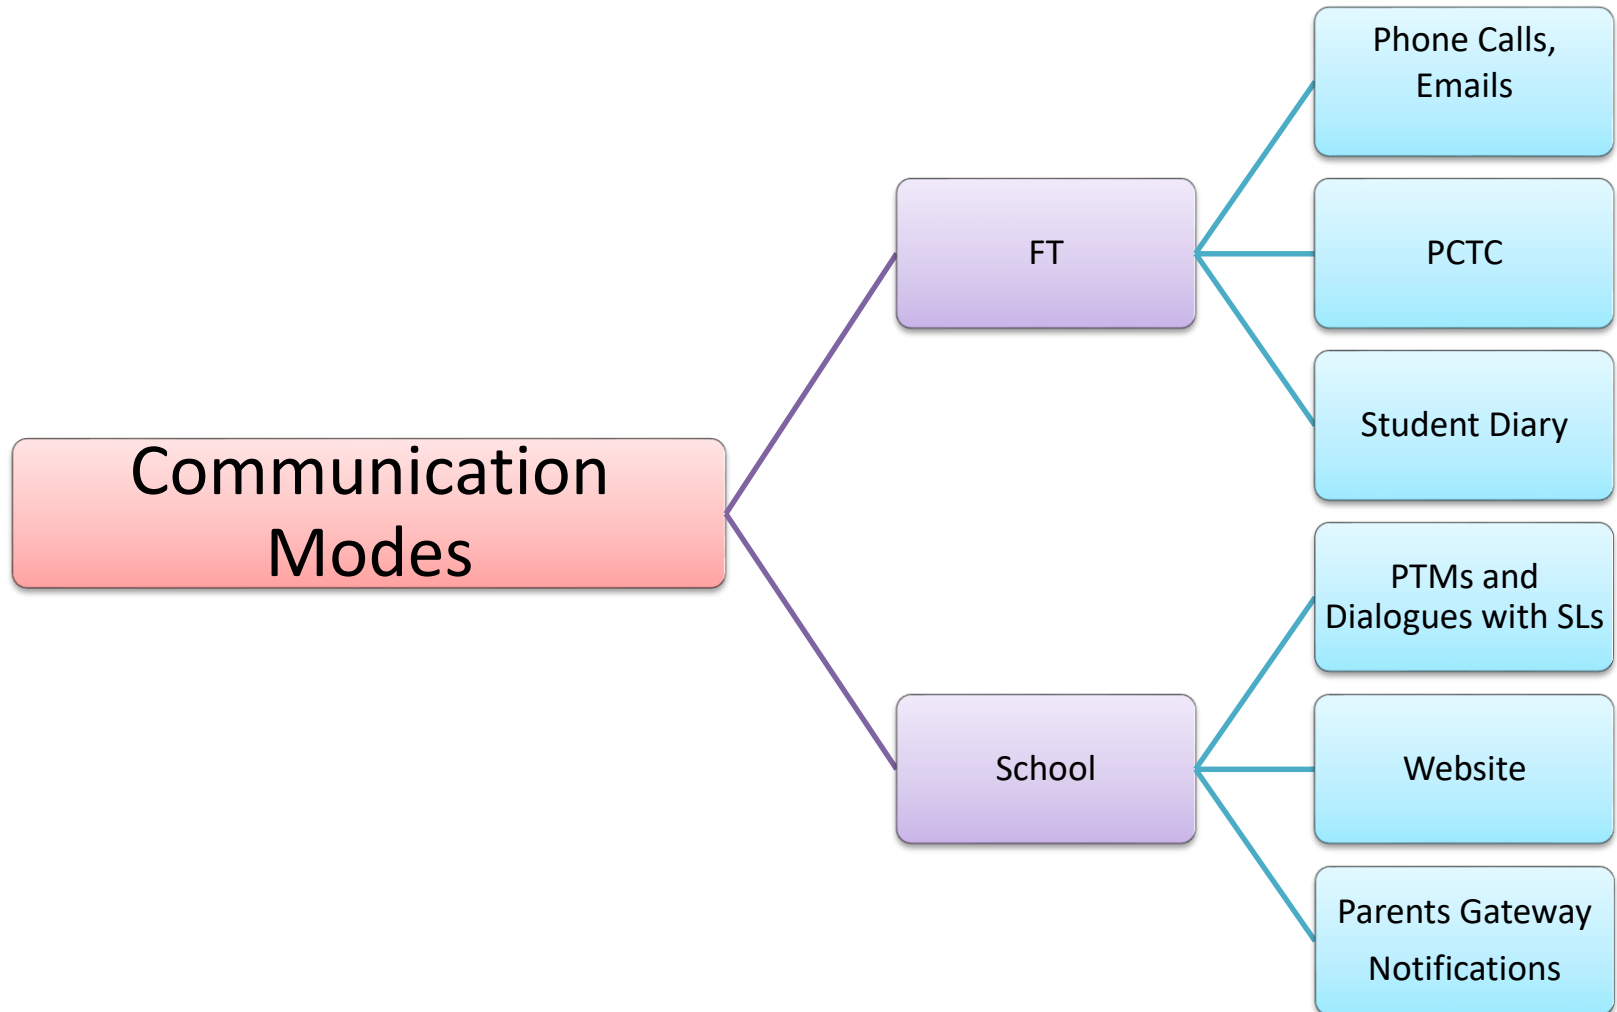 Communication
Modes
FT
Phone Calls,
Emails
PCTC
Student Diary
School
PTMs and
Dialogues with SLs
Website
Parents Gateway
Notifications